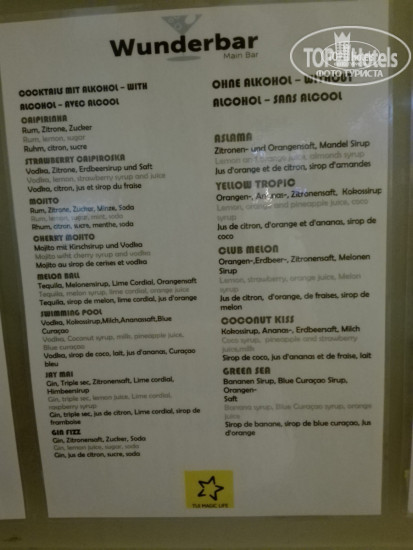 Wunderbar
Main Bar
TOP Hotels
ФОТО ТУРИСТА
COCKTAILS MIT ALKOHOL – WITH
ALCOHOL – AVEC ALCOOL
CAIPIRINHA
Rum, Zitrone, Zucker
Rum, lemon, sugar
Ruhm, citron, sucre
STRAWBERRY CAIPIROSKA
Vodka, Zitrone, Erdbeersirup und Saft
Vodka, lemon, strawberry syrup and juice
Vodka, citron, jus et sirop du fraise
MOJITO
Rum, Zitrone, Zucker, Minze, Soda
Rum, lemon, sugar, mint, soda
Rhum, citron, sucre, menthe, soda
CHERRY MOJITO
Mojito mit Kirchsirup und Vodka
Mojito wiht cherry syrup and vodka
Mojito au sirop de cerises et vodka
MELON BALL
Tequila, Melonensirup, Lime Cordial, Orangensaft
Tequila, melon syrup, lime cordial, orange juice
Tequila, sirop de melon, lime cordial, jus d'orange
SWIMMING POOL
Vodka, Kokossirup,Milch,Ananassaft,Blue
Curaçao
Vodka, Coconut syrup, milk, pineapple juice,
Blue curaçao
Vodka, sirop de coco, lait, jus d'ananas, Curaçao
bleu
JAY MAI
Gin, Triple sec, Zitronensaft, Lime cordial,
Himbeersirup
Gin, triple sec, lemon juice, lime cordial,
raspberry syrup
Gin, triple sec, jus de citron, Lime cordial, sirop de
framboise
GIN FIZZ
Gin, Zitronensaft, Zucker, Soda
Gin, lemon juice, sugar, soda
Gin, jus de citron, sucre, soda
OHNE ALKOHOL – WITHOUT
ALCOHOL – SANS ALCOOL
ASLAMA
Zitronen- und Orangensoft, Mandel Sirup
Jus d'orange et de citron, sirop d'amandes
YELLOW TROPIC
Orangen-, Ananas-, Zitronensaft, Kokossirup
Lemon, orange and pineapple juice, coco
syrup
Jus de citron, d'orange et d'ananas, sirop de
coco
CLUB MELON
Orangen-,Erdbeer-, Zitronensaft, Melonen
Sirup
Lemon, strawberry, orange juice, Melon
syrup
Jus de citron, d'orange, de fraises, sirop de
melon
COCONUT KISS
Kokossirup, Ananas-, Erdbeersaft, Milch
Coco syrup, pineapple and strawberry
juice,milk
Sirop de coco, jus d'ananas et de fraise, lait
GREEN SEA
Bananen Sirup, Blue Curaçao Sirup,
Orangen-
Saft
Banana syrup, Blue Curaçao syrup, orange
juice
Sirop de banane, sirop de blue curaçao, Jus
d'orange
TUI MAGIC LIFE